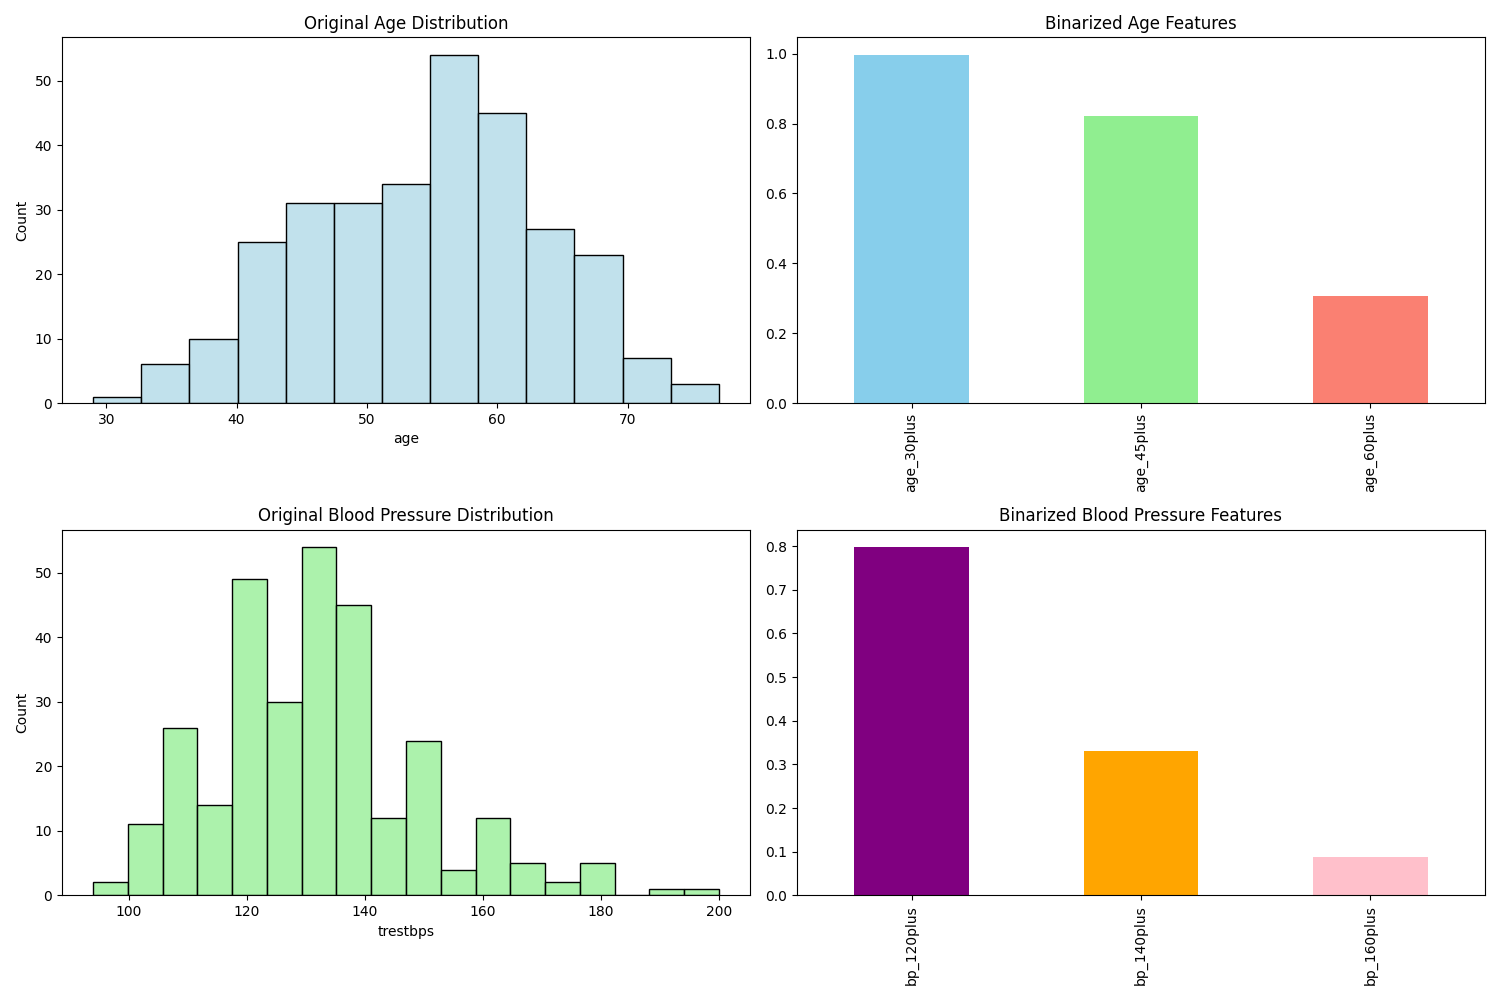 Original Age Distribution
Count
50
40
30
20
10
0
30 40 50 60 70
age
Binarized Age Features
1.0
0.8
0.6
0.4
0.2
0.0
age_30plus
age_45plus
age_60plus
Original Blood Pressure Distribution
Count
50
40
30
20
10
0
100 120 140 160 180 200
trestbps
Binarized Blood Pressure Features
0.8
0.7
0.6
0.5
0.4
0.3
0.2
0.1
0.0
bp_120plus
bp_140plus
bp_160plus